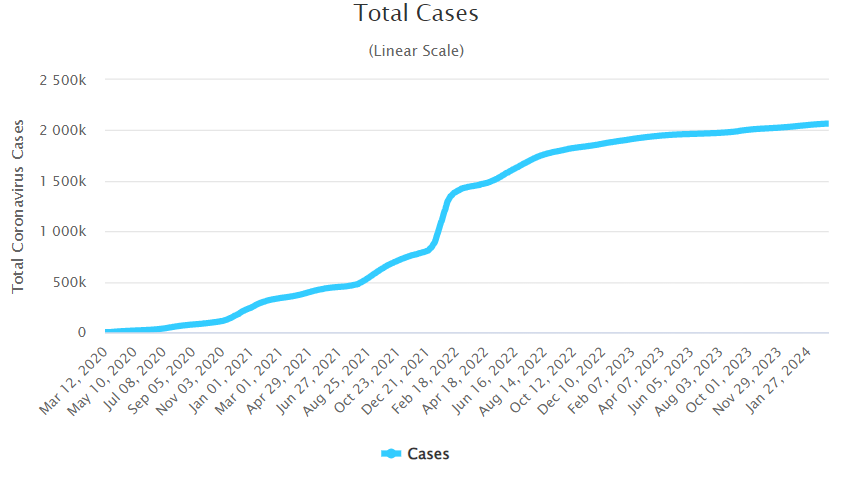 Total Cases
(Linear Scale)
Total Coronavirus Cases
2 500k
2 000k
1 500k
1 000k
500k
0
Mar 12, 2020
May 10, 2020
Jul 08, 2020
Sep 05, 2020
Nov 03, 2020
Jan 01, 2021
Mar 01, 2021
Apr 29, 2021
Jun 27, 2021
Aug 25, 2021
Oct 23, 2021
Dec 21, 2021
Feb 18, 2022
Apr 18, 2022
Jun 16, 2022
Aug 14, 2022
Oct 12, 2022
Dec 10, 2022
Feb 07, 2023
Apr 07, 2023
Jun 05, 2023
Aug 03, 2023
Oct 01, 2023
Nov 29, 2023
Jan 27, 2024
Cases